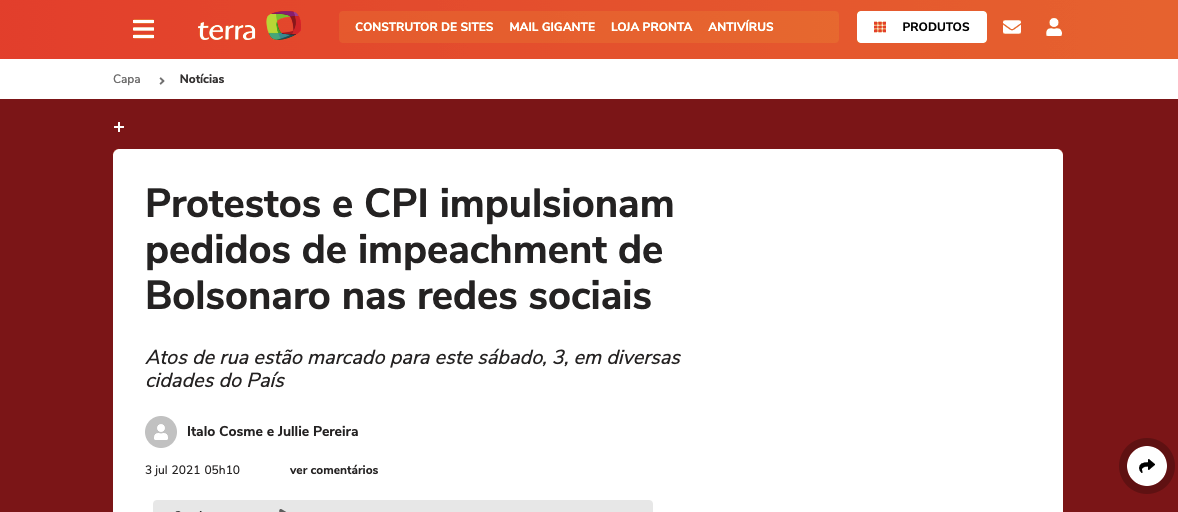 terra
CONSTRUTOR DE SITES MAIL GIGANTE LOJA PRONTA ANTIVÍRUS
PRODUTOS
Capa Notícias
Protestos e CPI impulsionam
pedidos de impeachment de
Bolsonaro nas redes sociais
Atos de rua estão marcado para este sábado, 3, em diversas
cidades do País
Italo Cosme e Jullie Pereira
3 jul 2021 05h10 ver comentários